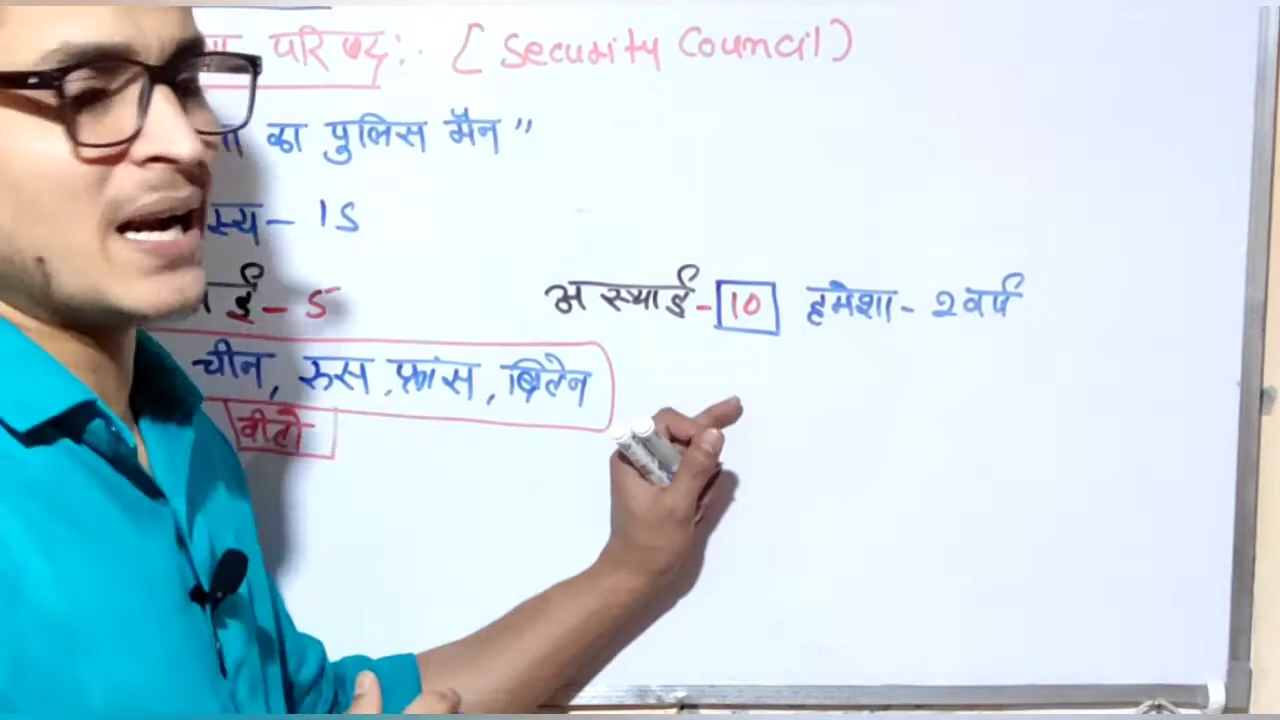 परिषद्:- [ Security Council )
का पुलिस मैन"
स्य - 15
ई - 5 अस्थाई - 10 हमेशा - 2 वर्ष
चीन, रुस, फ्रांस, ब्रिटेन
वीटो